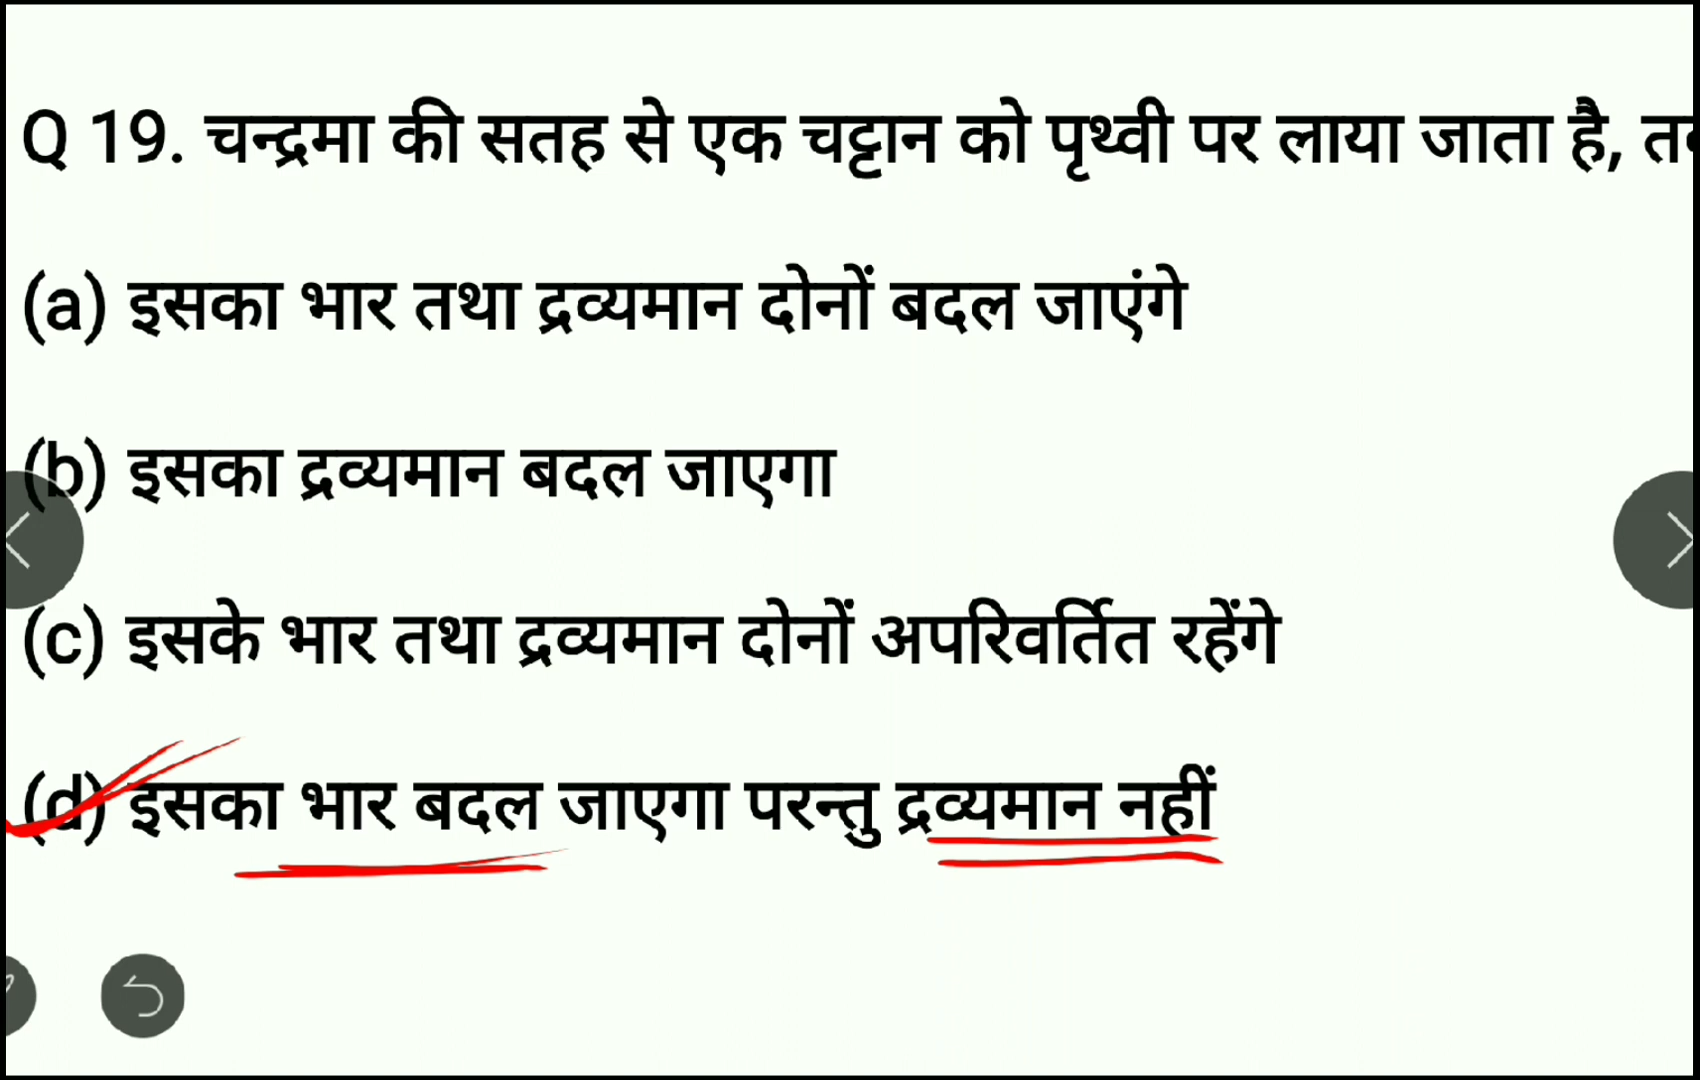 Q 19. चन्द्रमा की सतह से एक चट्टान को पृथ्वी पर लाया जाता है,
(a) इसका भार तथा द्रव्यमान दोनों बदल जाएंगे
(b) इसका द्रव्यमान बदल जाएगा
(c) इसके भार तथा द्रव्यमान दोनों अपरिवर्तित रहेंगे
(d) इसका भार बदल जाएगा परन्तु द्रव्यमान नहीं